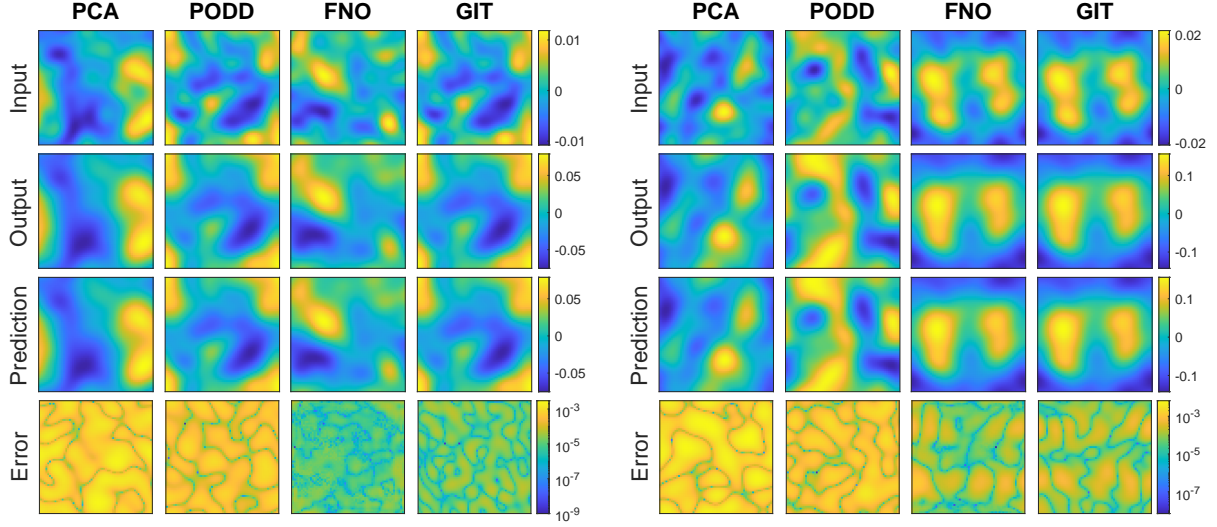 PCA PODD FNO GIT PCA PODD FNO GIT
Input 0.01 0 -0.01 Input 0.02 0 -0.02
Output 0.05 0 -0.05 Output 0.1 0 -0.1
Prediction 0.05 0 -0.05 Prediction 0.1 0 -0.1
Error 10^-3 10^-5 10^-7 10^-9 Error 10^-3 10^-5 10^-7